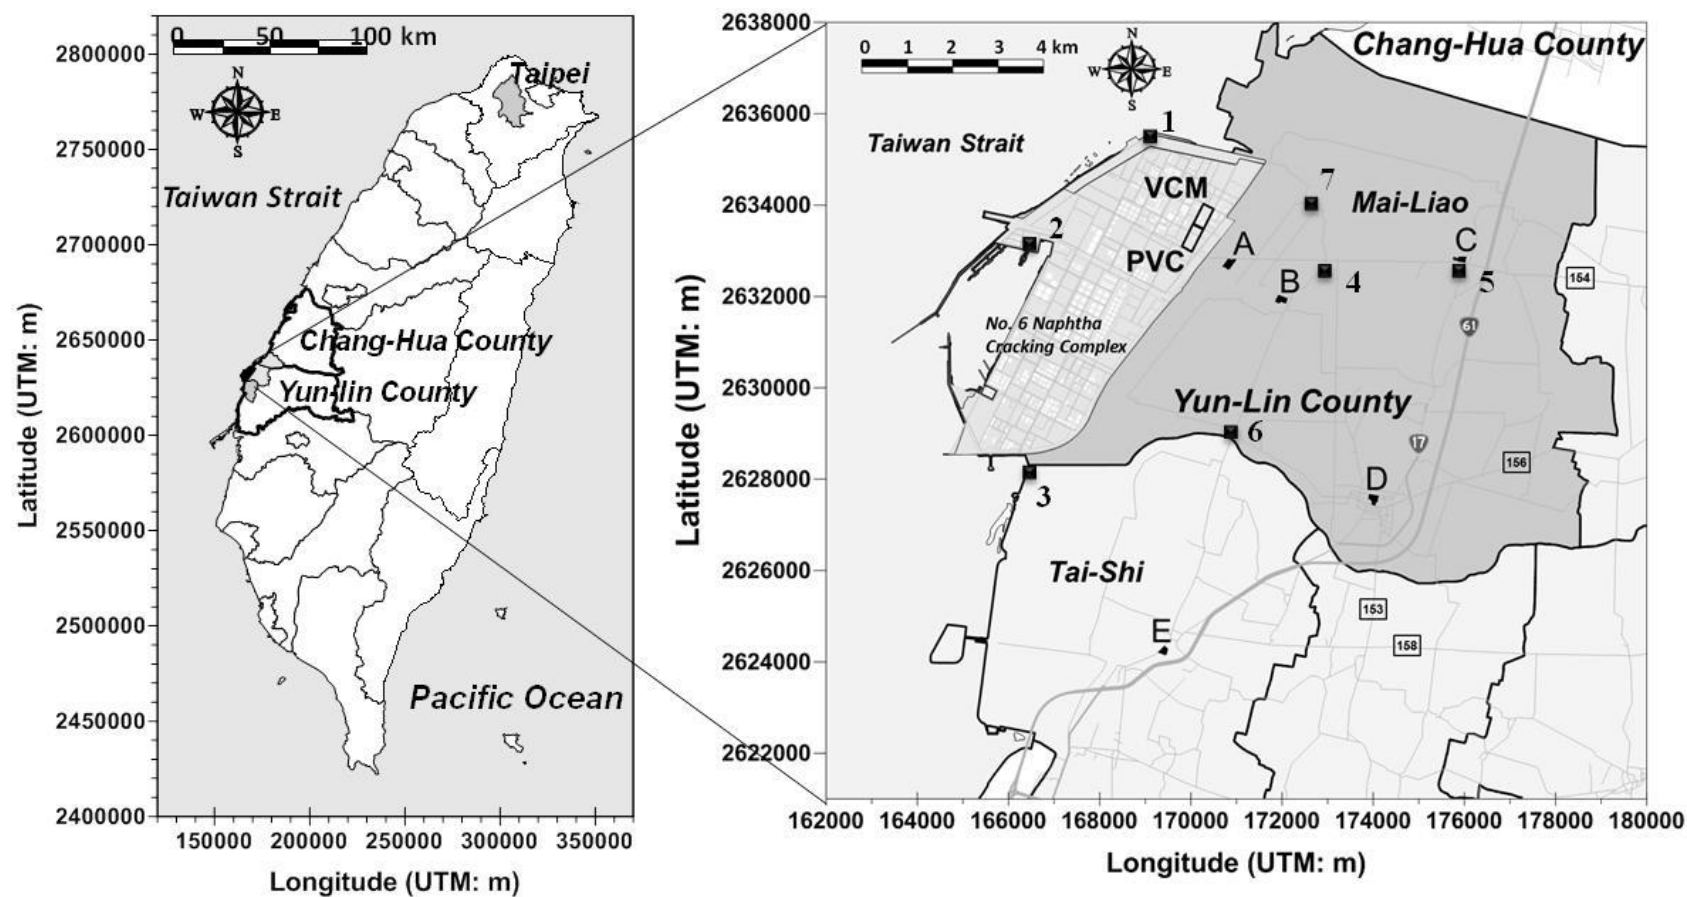 0 50 100 km
N
W E
S
Taipei
Taiwan Strait
Chang-Hua County
Yun-lin County
Pacific Ocean
2800000
2750000
2700000
2650000
2600000
2550000
2500000
2450000
2400000
Latitude (UTM: m)
150000 200000 250000 300000 350000
Longitude (UTM: m)
0 1 2 3 4 km
N
W E
S
Chang-Hua County
Taiwan Strait
1
VCM
7
Mai-Liao
2
PVC
A
C
B
4
5
154
No. 6 Naphtha
Cracking Complex
61
Yun-Lin County
6
17
156
3
D
Tai-Shi
153
158
E
2638000
2636000
2634000
2632000
2630000
2628000
2626000
2624000
2622000
Latitude (UTM: m)
162000 164000 166000 168000 170000 172000 174000 176000 178000 180000
Longitude (UTM: m)